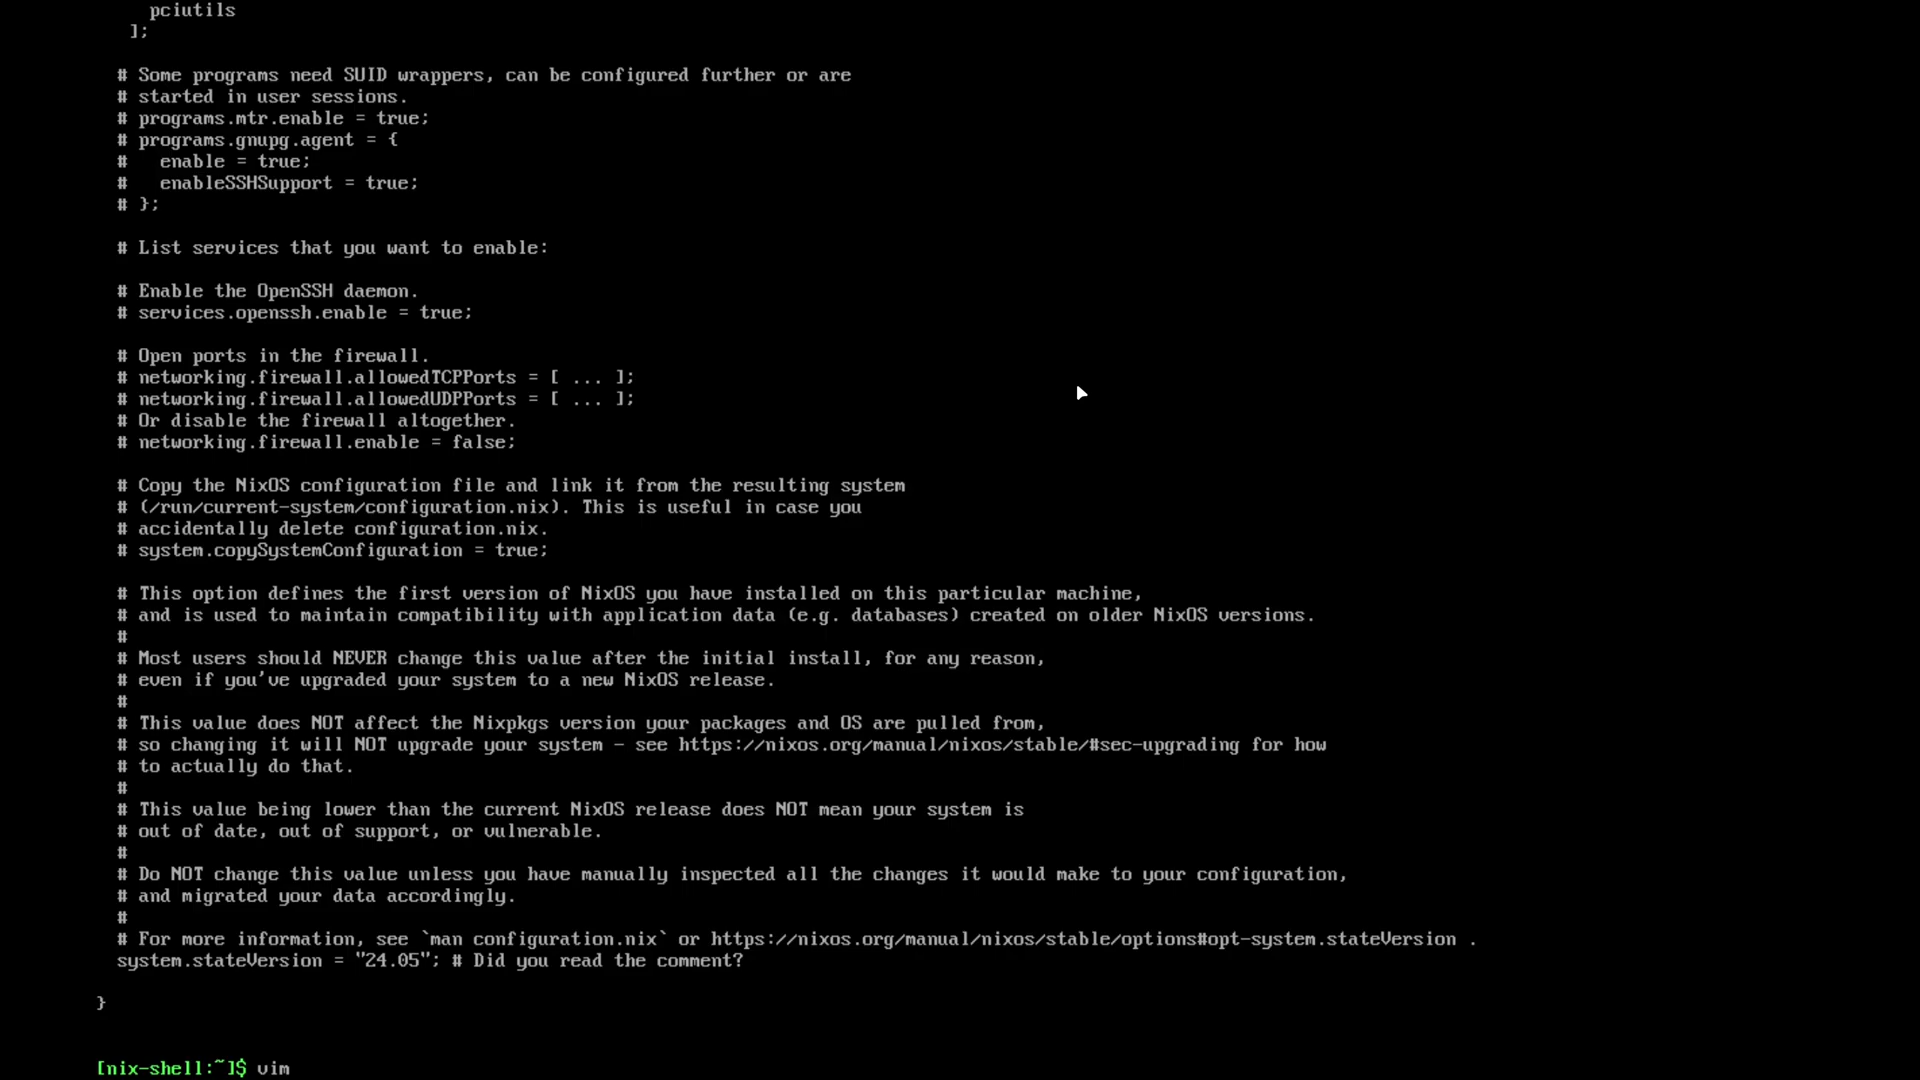 pciutils
];
# Some programs need SUID wrappers, can be configured further or are
# started in user sessions.
# programs.mtr.enable = true;
# programs.gnupg.agent = {
#   enable = true;
#   enableSSHSupport = true;
# };
# List services that you want to enable:
# Enable the OpenSSH daemon.
# services.openssh.enable = true;
# Open ports in the firewall.
# networking.firewall.allowedTCPPorts = [ ... ];
# networking.firewall.allowedUDPPorts = [ ... ];
# Or disable the firewall altogether.
# networking.firewall.enable = false;
# Copy the NixOS configuration file and link it from the resulting system
# (/run/current-system/configuration.nix). This is useful in case you
# accidentally delete configuration.nix.
# system.copySystemConfiguration = true;
# This option defines the first version of NixOS you have installed on this particular machine,
# and is used to maintain compatibility with application data (e.g. databases) created on older NixOS versions.
#
# Most users should NEVER change this value after the initial install, for any reason,
# even if you've upgraded your system to a new NixOS release.
#
# This value does NOT affect the Nixpkgs version your packages and OS are pulled from,
# so changing it will NOT upgrade your system - see https://nixos.org/manual/nixos/stable/#sec-upgrading for how
# to actually do that.
#
# This value being lower than the current NixOS release does NOT mean your system is
# out of date, out of support, or vulnerable.
#
# Do NOT change this value unless you have manually inspected all the changes it would make to your configuration,
# and migrated your data accordingly.
#
# For more information, see `man configuration.nix` or https://nixos.org/manual/nixos/stable/options#opt-system.stateVersion .
system.stateVersion = "24.05"; # Did you read the comment?
}
[nix-shell:~]$ vim